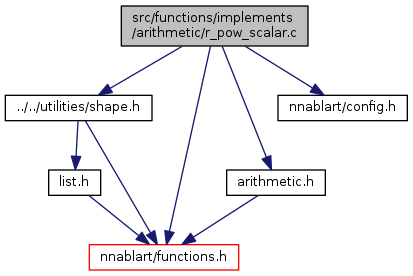 src/functions/implements
/arithmetic/r_pow_scalar.c
../../utilities/shape.h
nnablart/config.h
list.h
arithmetic.h
nnablart/functions.h